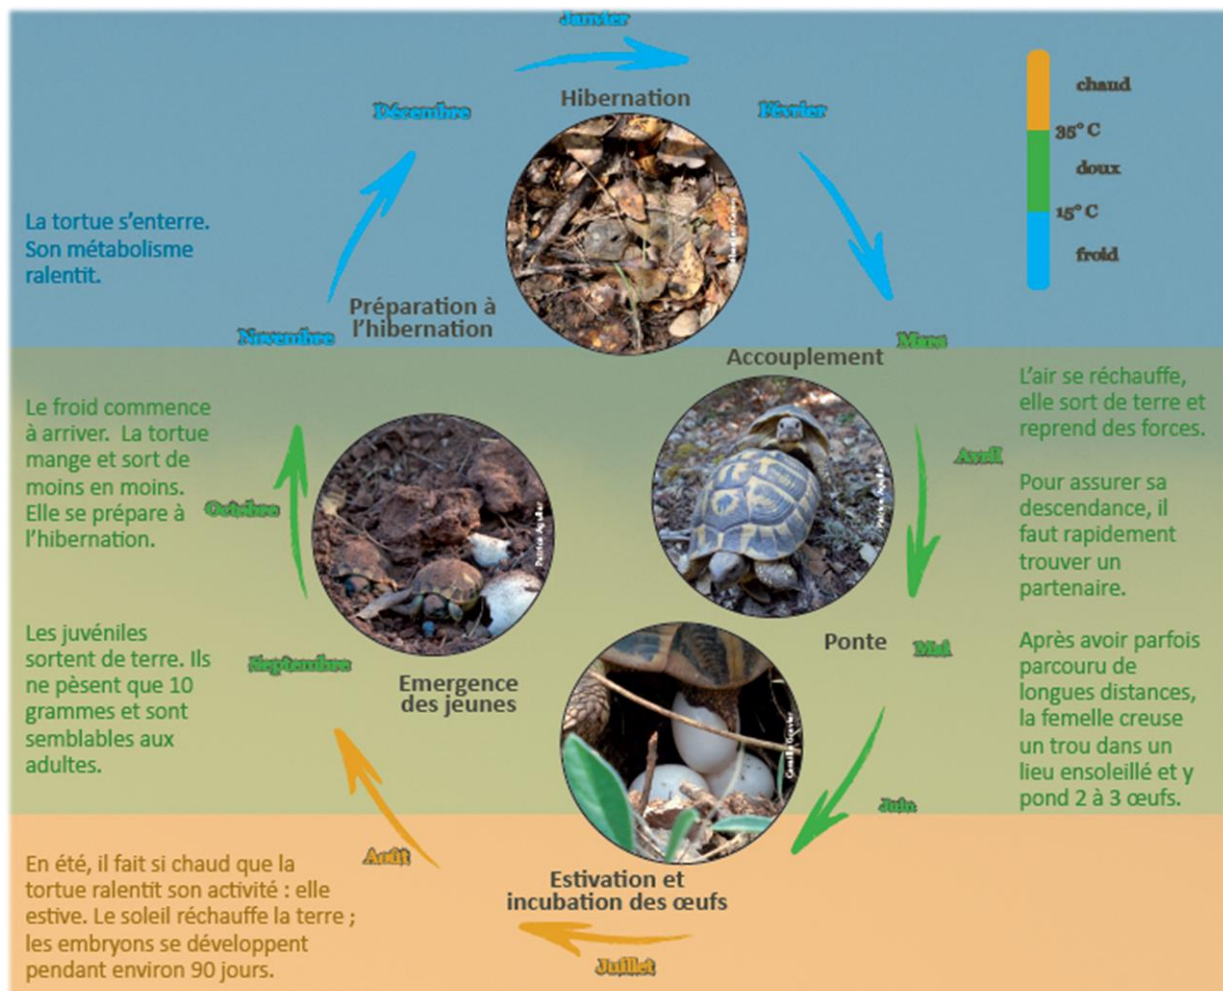 Janvier
Hibernation
Décembre
Février
chaud
35° C
doux
15° C
froid
La tortue s'enterre.
Son métabolisme
ralentit.
Préparation à
l'hibernation
Novembre
Mars
Accouplement
L'air se réchauffe,
elle sort de terre et
reprend des forces.
Avril
Pour assurer sa
descendance, il
faut rapidement
trouver un
partenaire.
Le froid commence
à arriver. La tortue
mange et sort de
moins en moins.
Elle se prépare à
l'hibernation.
Octobre
Ponte
Mai
Après avoir parfois
parcouru de
longues distances,
la femelle creuse
un trou dans un
lieu ensoleillé et y
pond 2 à 3 œufs.
Les juvéniles
sortent de terre. Ils
ne pèsent que 10
grammes et sont
semblables aux
adultes.
Septembre
Emergence
des jeunes
Juin
Août
Estivation et
incubation des œufs
Juillet
En été, il fait si chaud que la
tortue ralentit son activité : elle
estive. Le soleil réchauffe la terre ;
les embryons se développent
pendant environ 90 jours.